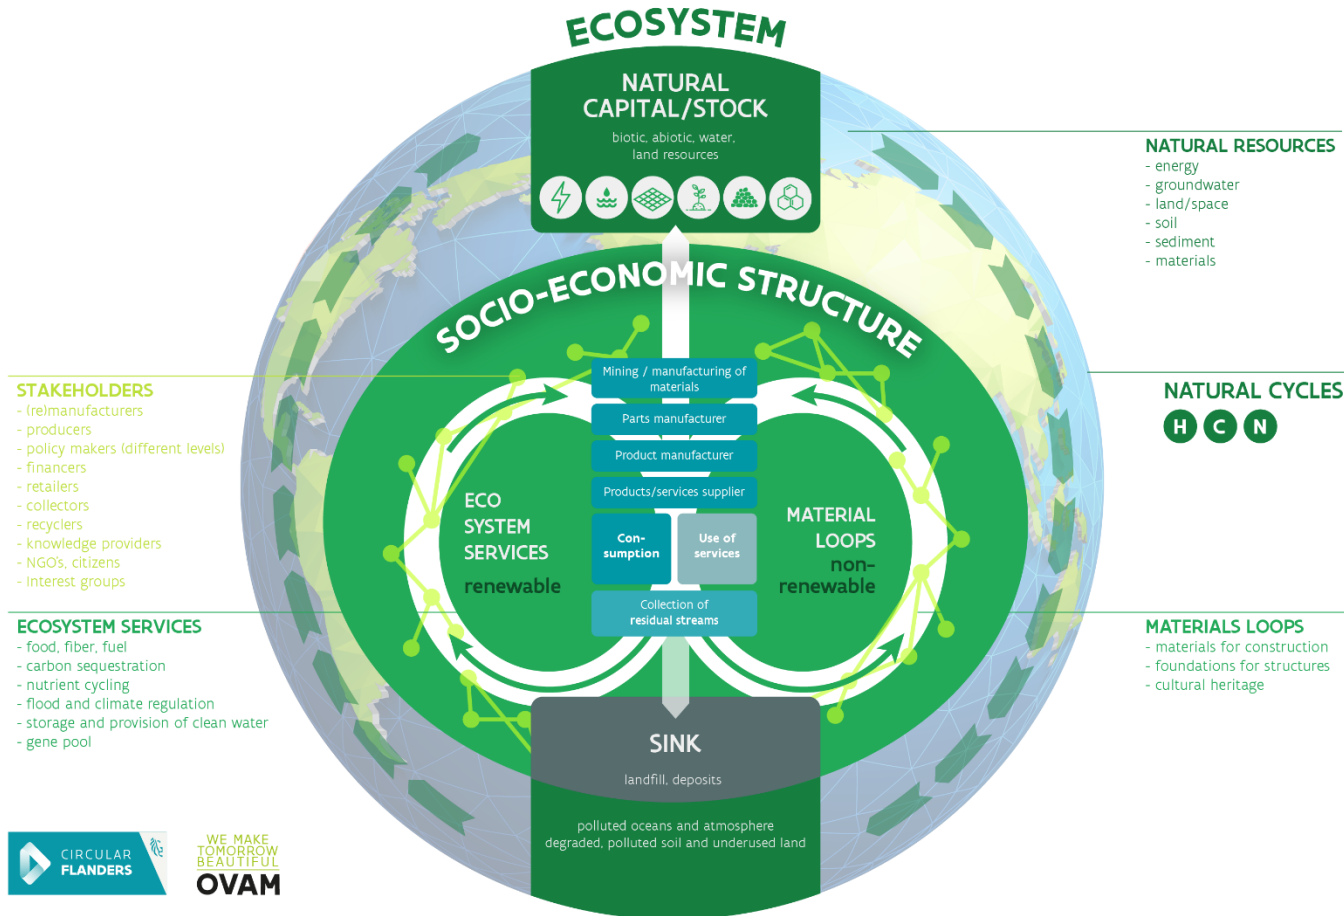 ECOSYSTEM
NATURAL
CAPITAL/STOCK
biotic, abiotic, water,
land resources
NATURAL RESOURCES
- energy
- groundwater
- land/space
- soil
- sediment
- materials
SOCIO-ECONOMIC STRUCTURE
STAKEHOLDERS
- (re)manufacturers
- producers
- policy makers (different levels)
- financers
- retailers
- collectors
- recyclers
- knowledge providers
- NGO's, citizens
- Interest groups
NATURAL CYCLES
H C N
Mining / manufacturing of
materials
Parts manufacturer
Product manufacturer
Products/services supplier
Con-
sumption
Use of
services
Collection of
residual streams
ECO
SYSTEM
SERVICES
renewable
MATERIAL
LOOPS
non-
renewable
ECOSYSTEM SERVICES
- food, fiber, fuel
- carbon sequestration
- nutrient cycling
- flood and climate regulation
- storage and provision of clean water
- gene pool
MATERIALS LOOPS
- materials for construction
- foundations for structures
- cultural heritage
SINK
landfill, deposits
polluted oceans and atmosphere
degraded, polluted soil and underused land
CIRCULAR
FLANDERS
WE MAKE
TOMORROW
BEAUTIFUL
OVAM